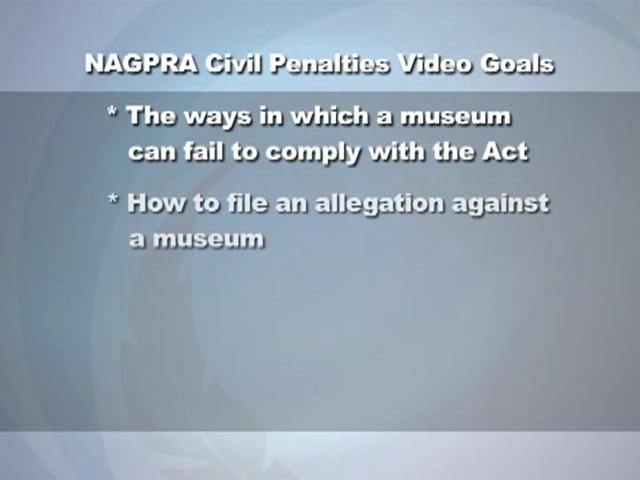 NAGPRA Civil Penalties Video Goals
* The ways in which a museum
can fail to comply with the Act
* How to file an allegation against
a museum